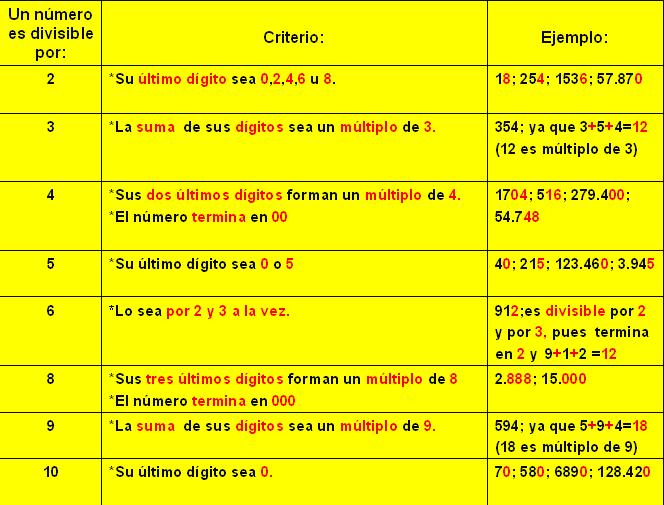 Un número
es divisible
por:
Criterio:
Ejemplo:
2
*Su último dígito sea 0,2,4,6 u 8.
18; 254; 1536; 57.870
3
*La suma de sus dígitos sea un múltiplo de 3.
354; ya que 3+5+4=12
(12 es múltiplo de 3)
4
*Sus dos últimos dígitos forman un múltiplo de 4.
*El número termina en 00
1704; 516; 279.400;
54.748
5
*Su último dígito sea 0 o 5
40; 215; 123.460; 3.945
6
*Lo sea por 2 y 3 a la vez.
912;es divisible por 2
y por 3, pues termina
en 2 y 9+1+2 =12
8
*Sus tres últimos dígitos forman un múltiplo de 8
*El número termina en 000
2.888; 15.000
9
*La suma de sus dígitos sea un múltiplo de 9.
594; ya que 5+9+4=18
(18 es múltiplo de 9)
10
*Su último dígito sea 0.
70; 580; 6890; 128.420